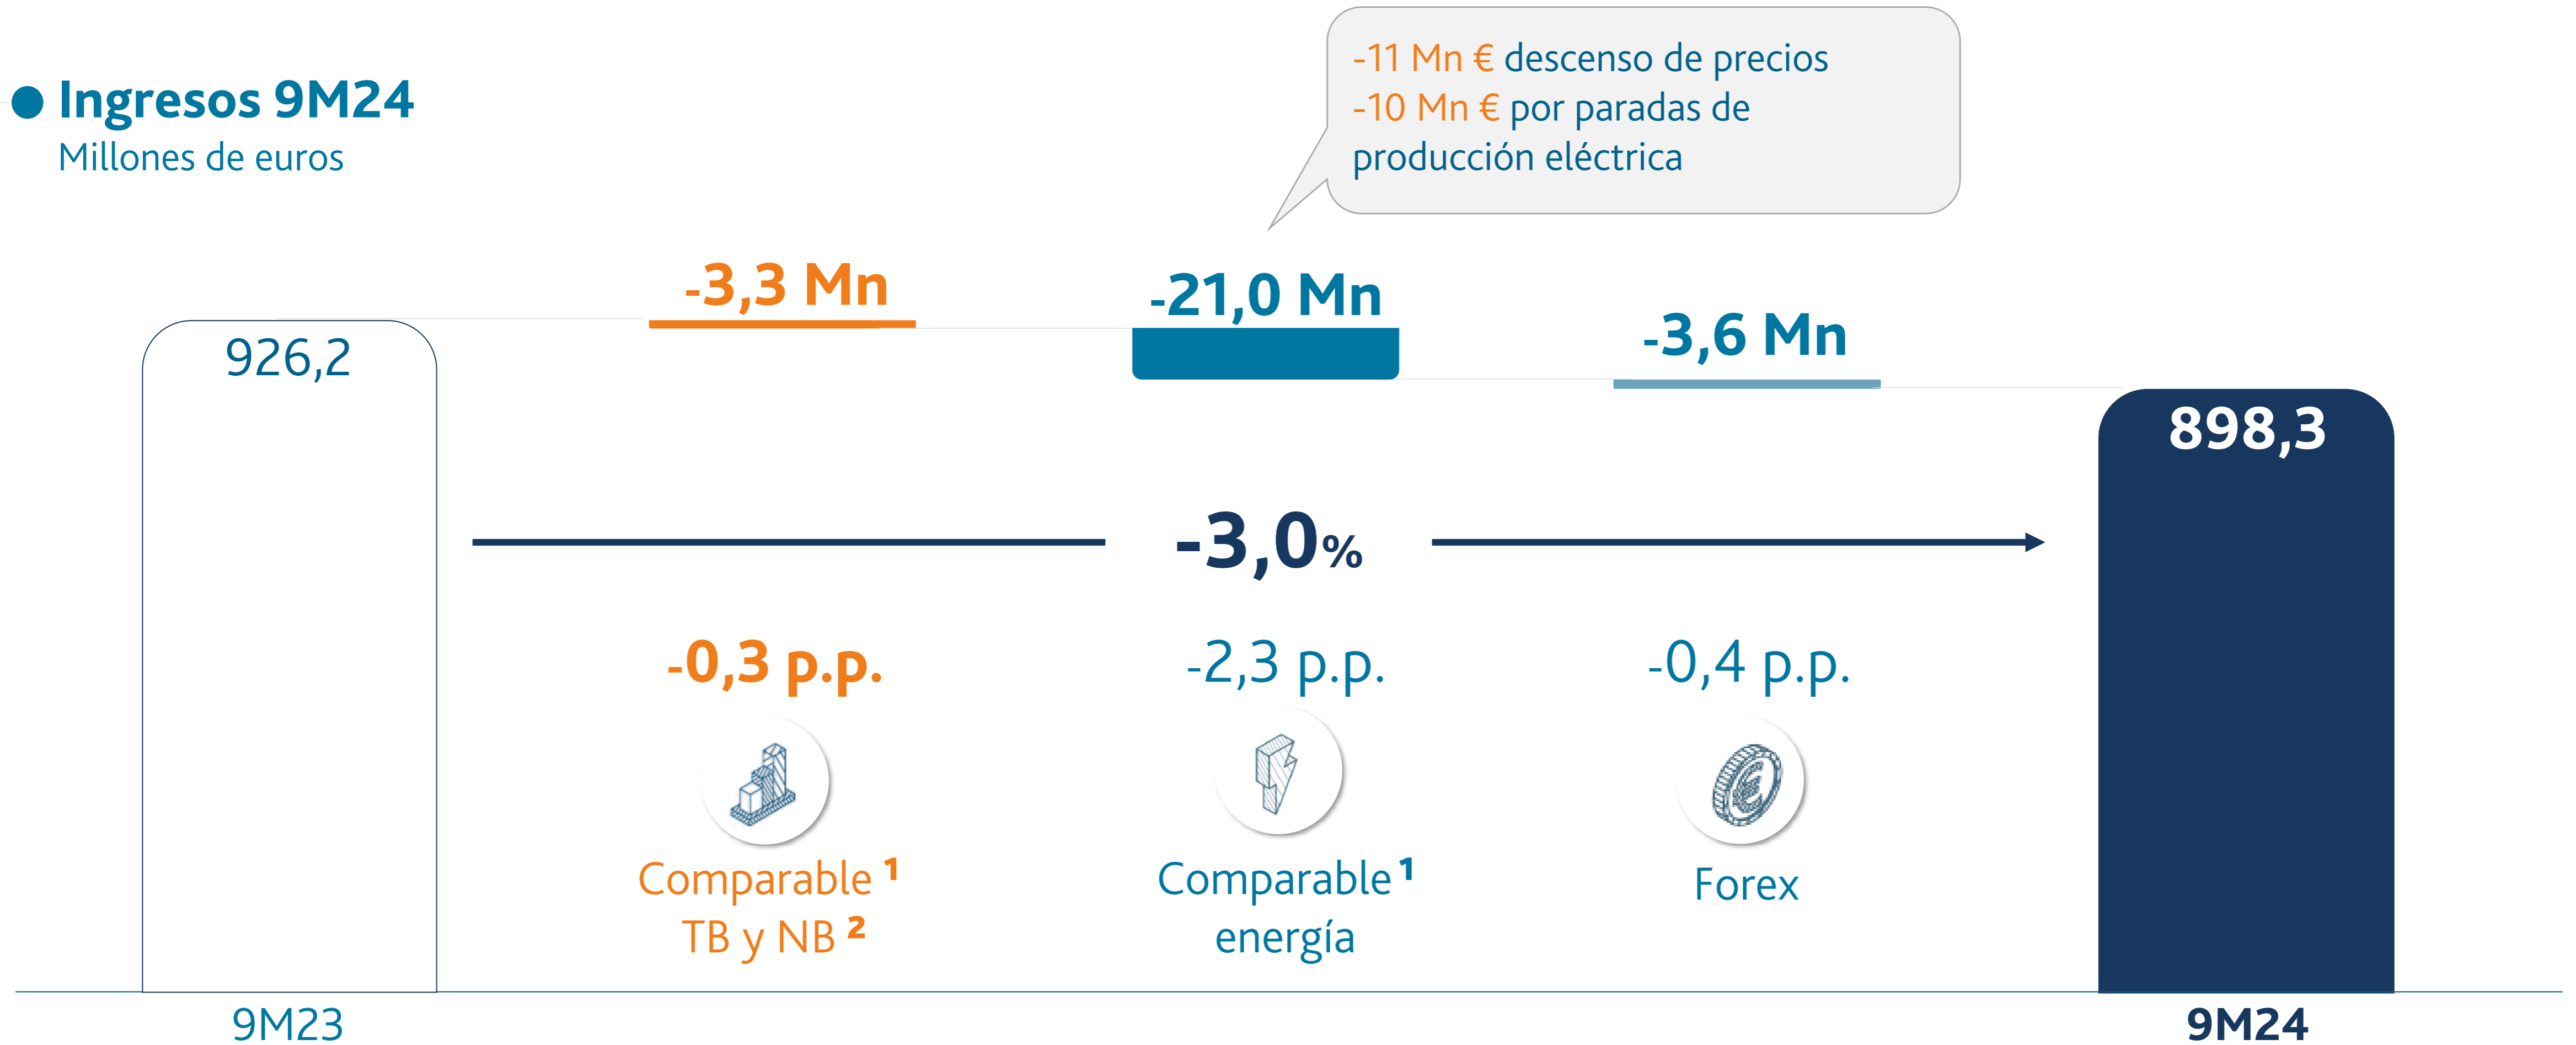 Ingresos 9M24
Millones de euros
-11 Mn € descenso de precios
-10 Mn € por paradas de
producción eléctrica
-3,3 Mn
-21,0 Mn
-3,6 Mn
926,2
898,3
-3,0%
-0,3 p.p.
-2,3 p.p.
-0,4 p.p.
Comparable 1
TB y NB 2
Comparable 1
energía
Forex
9M23
9M24